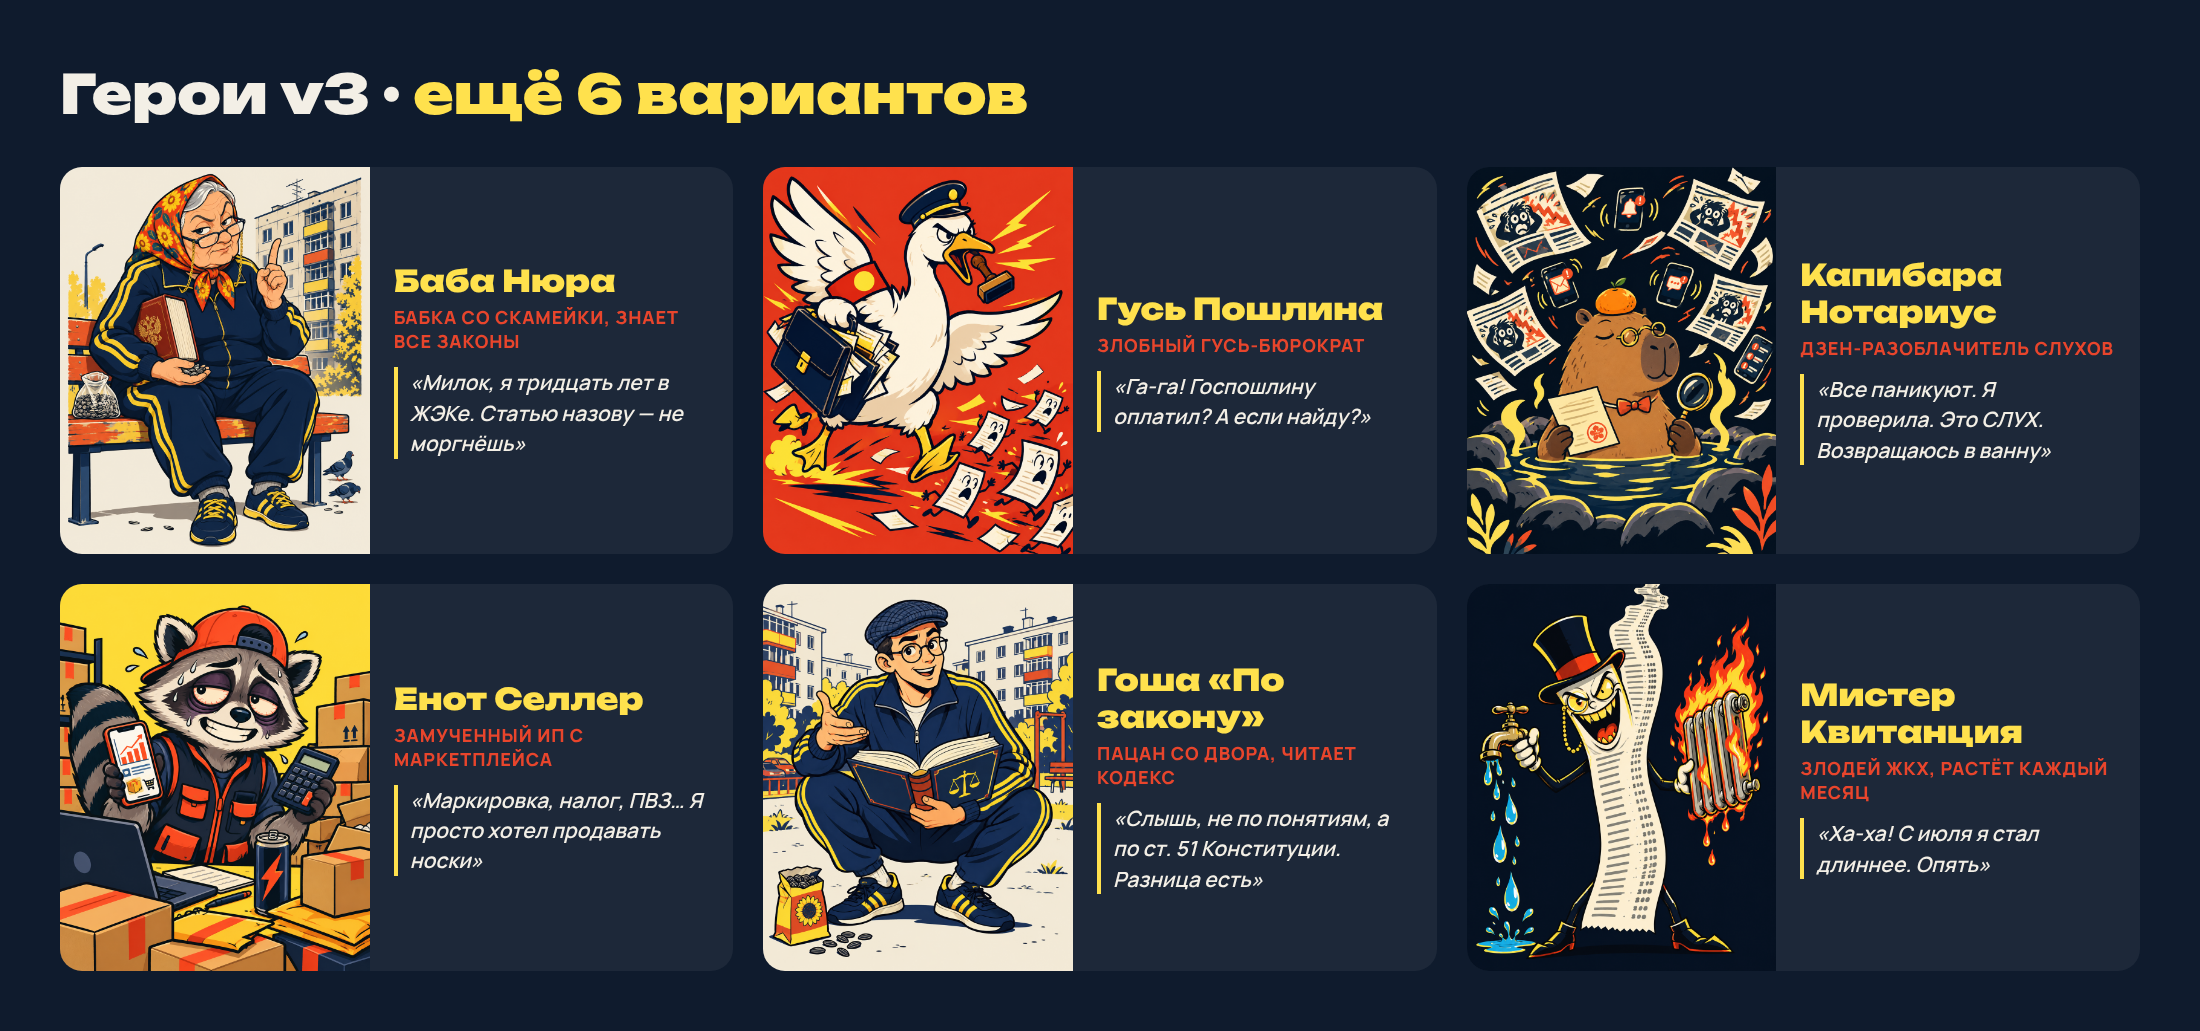 Герои v3 • ещё 6 вариантов
Баба Нюра
БАБКА СО СКАМЕЙКИ, ЗНАЕТ
ВСЕ ЗАКОНЫ
«Милок, я тридцать лет в
ЖЭКе. Статью назову — не
моргнёшь»
Гусь Пошлина
ЗЛОБНЫЙ ГУСЬ-БЮРОКРАТ
«Га-га! Госпошлину
оплатил? А если найду?»
Капибара
Нотариус
ДЗЕН-РАЗОБЛАЧИТЕЛЬ СЛУХОВ
«Все паникуют. Я
проверила. Это СЛУХ.
Возвращаюсь в ванну»
Енот Селлер
ЗАМУЧЕННЫЙ ИП С
МАРКЕТПЛЕЙСА
«Маркировка, налог, ПВЗ... Я
просто хотел продавать
носки»
Гоша «По
закону»
ПАЦАН СО ДВОРА, ЧИТАЕТ
КОДЕКС
«Слышь, не по понятиям, а
по ст. 51 Конституции.
Разница есть»
Мистер
Квитанция
ЗЛОДЕЙ ЖКХ, РАСТЁТ КАЖДЫЙ
МЕСЯЦ
«Ха-ха! С июля я стал
длиннее. Опять»